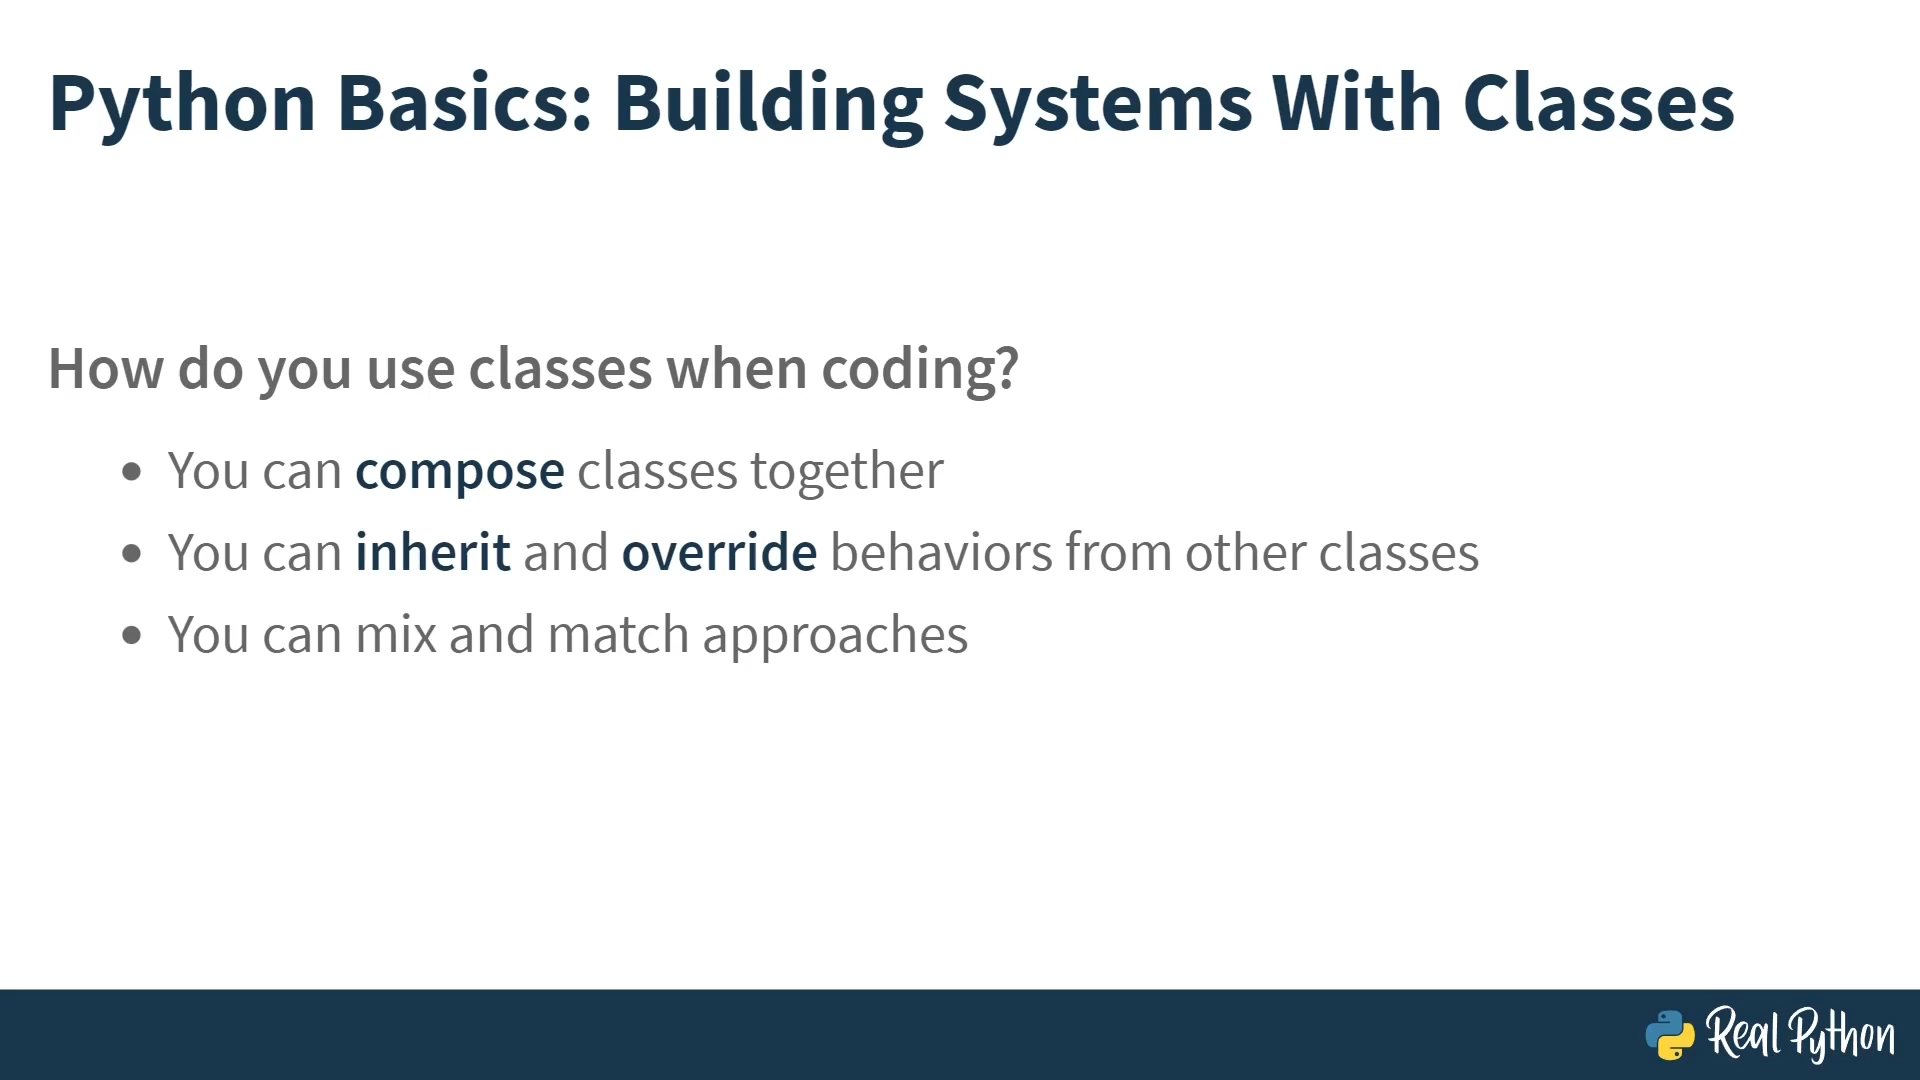 Python Basics: Building Systems With Classes
How do you use classes when coding?
• You can compose classes together
• You can inherit and override behaviors from other classes
• You can mix and match approaches
Real Python